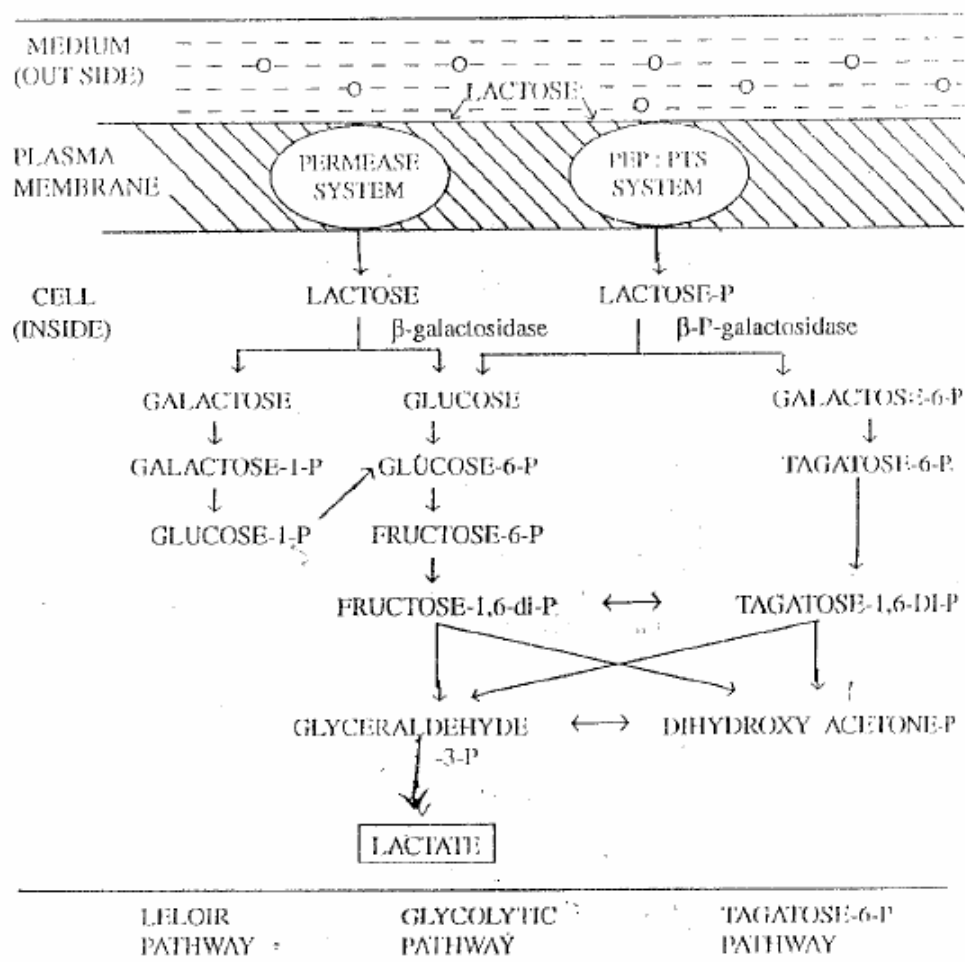 MEDIUM
(OUT SIDE)
LACTOSE
PLASMA
MEMBRANE
PERMEASE
SYSTEM
PEP : PTS
SYSTEM
CELL
(INSIDE)
LACTOSE
LACTOSE-P
β-galactosidase
β-P-galactosidase
GALACTOSE
GLUCOSE
GALACTOSE-6-P
GALACTOSE-1-P
GLUCOSE-6-P
TAGATOSE-6-P
GLUCOSE-1-P
FRUCTOSE-6-P
FRUCTOSE-1,6-di-P
TAGATOSE-1,6-DI-P
GLYCERALDEHYDE
-3-P
DIHYDROXY ACETONE-P
LACTATE
LELOIR
PATHWAY
GLYCOLYTIC
PATHWAY
TAGATOSE-6-P
PATHWAY